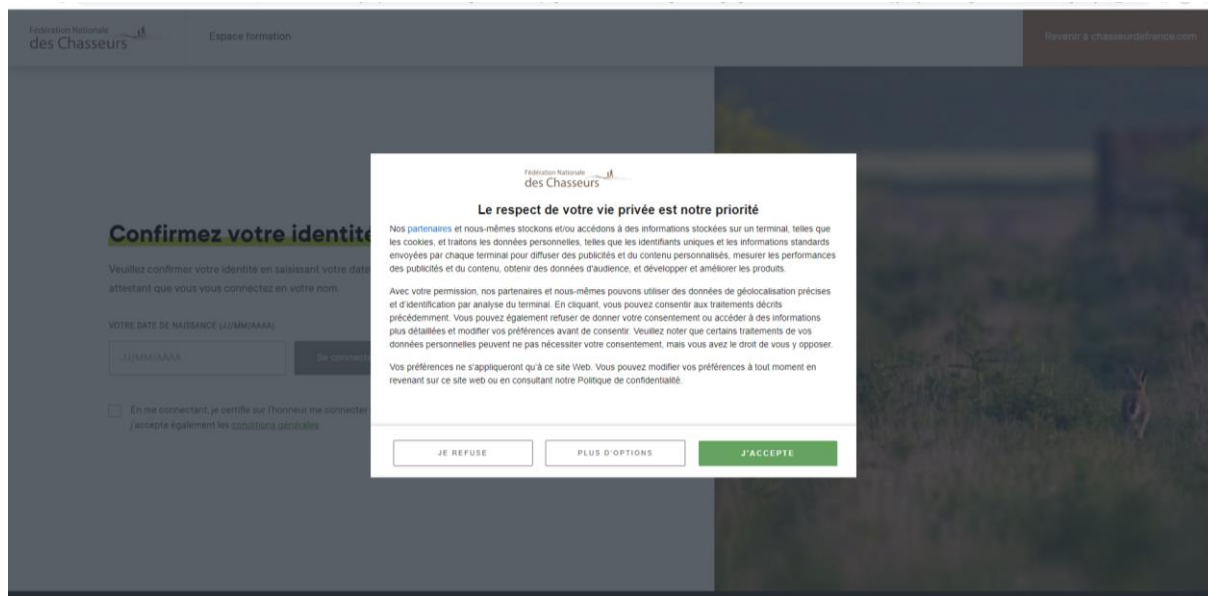 Fédération Nationale
des Chasseurs
Espace formation
Revenir à chasseurdefrance.com
Fédération Nationale
des Chasseurs
Le respect de votre vie privée est notre priorité
Nos partenaires et nous-mêmes stockons et/ou accédons à des informations stockées sur un terminal, telles que
les cookies, et traitons les données personnelles, telles que les identifiants uniques et les informations standards
envoyées par chaque terminal pour diffuser des publicités et du contenu personnalisés, mesurer les performances
des publicités et du contenu, obtenir des données d'audience, et développer et améliorer les produits.
Avec votre permission, nos partenaires et nous-mêmes pouvons utiliser des données de géolocalisation précises
et d'identification par analyse du terminal. En cliquant, vous pouvez consentir aux traitements décrits
précédemment. Vous pouvez également refuser de donner votre consentement ou accéder à des informations
plus détaillées et modifier vos préférences avant de consentir. Veuillez noter que certains traitements de vos
données personnelles peuvent ne pas nécessiter votre consentement, mais vous avez le droit de vous y opposer.
Vos préférences ne s'appliqueront qu'à ce site Web. Vous pouvez modifier vos préférences à tout moment en
revenant sur ce site web ou en consultant notre Politique de confidentialité.
JE REFUSE
PLUS D'OPTIONS
J'ACCEPTE
Confirmez votre identité
Veuillez confirmer votre identité en saisissant votre date
attestant que vous vous connectez en votre nom.
VOTRE DATE DE NAISSANCE (JJ/MM/AAAA)
JJ/MM/AAAA
Se connecte
En me connectant, je certifie sur l'honneur me connecter
j'accepte également les conditions générales